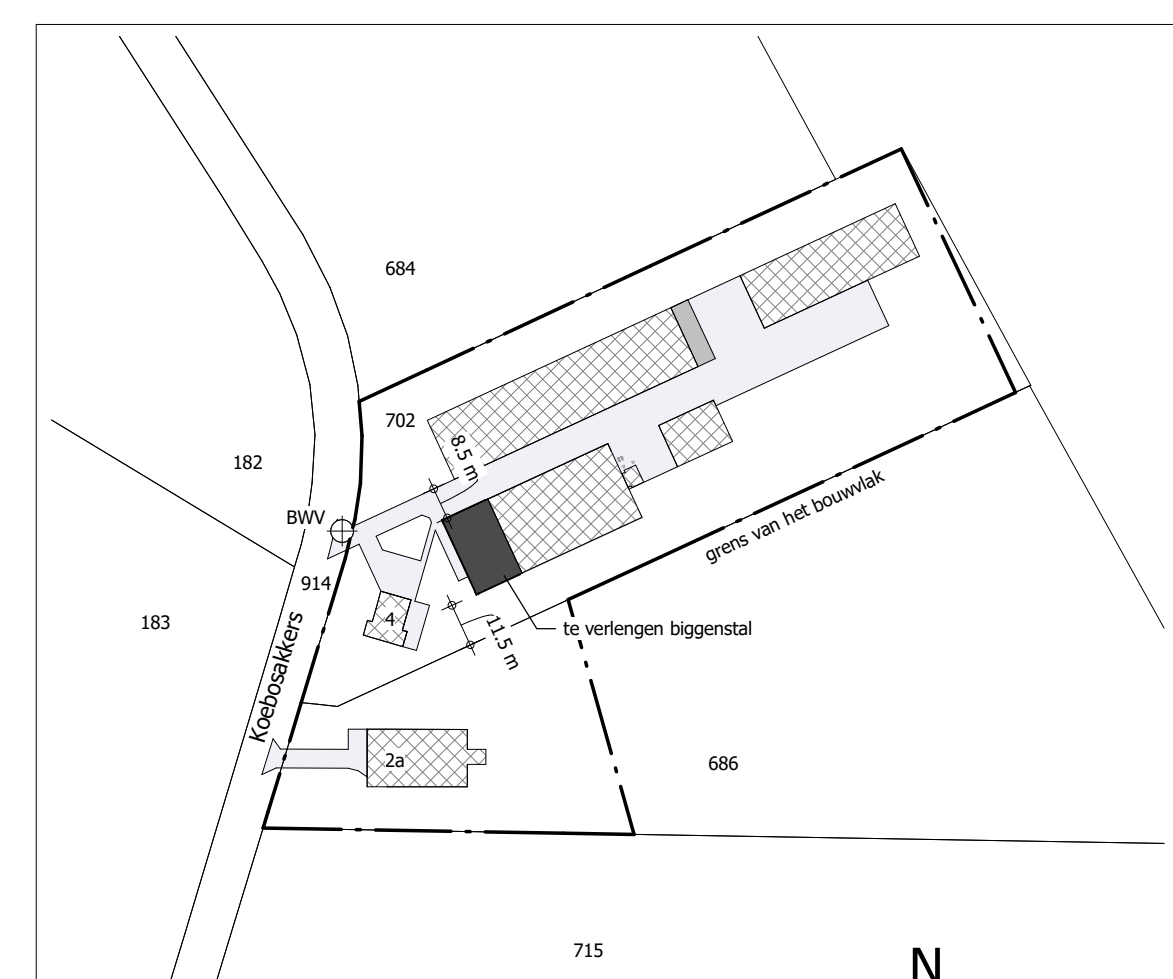 684
702
8.5 m
182
BWV
grens van het bouwvlak
914
183
4
te verlengen biggenstal
11.5 m
Koebosakkers
2a
686
715
N